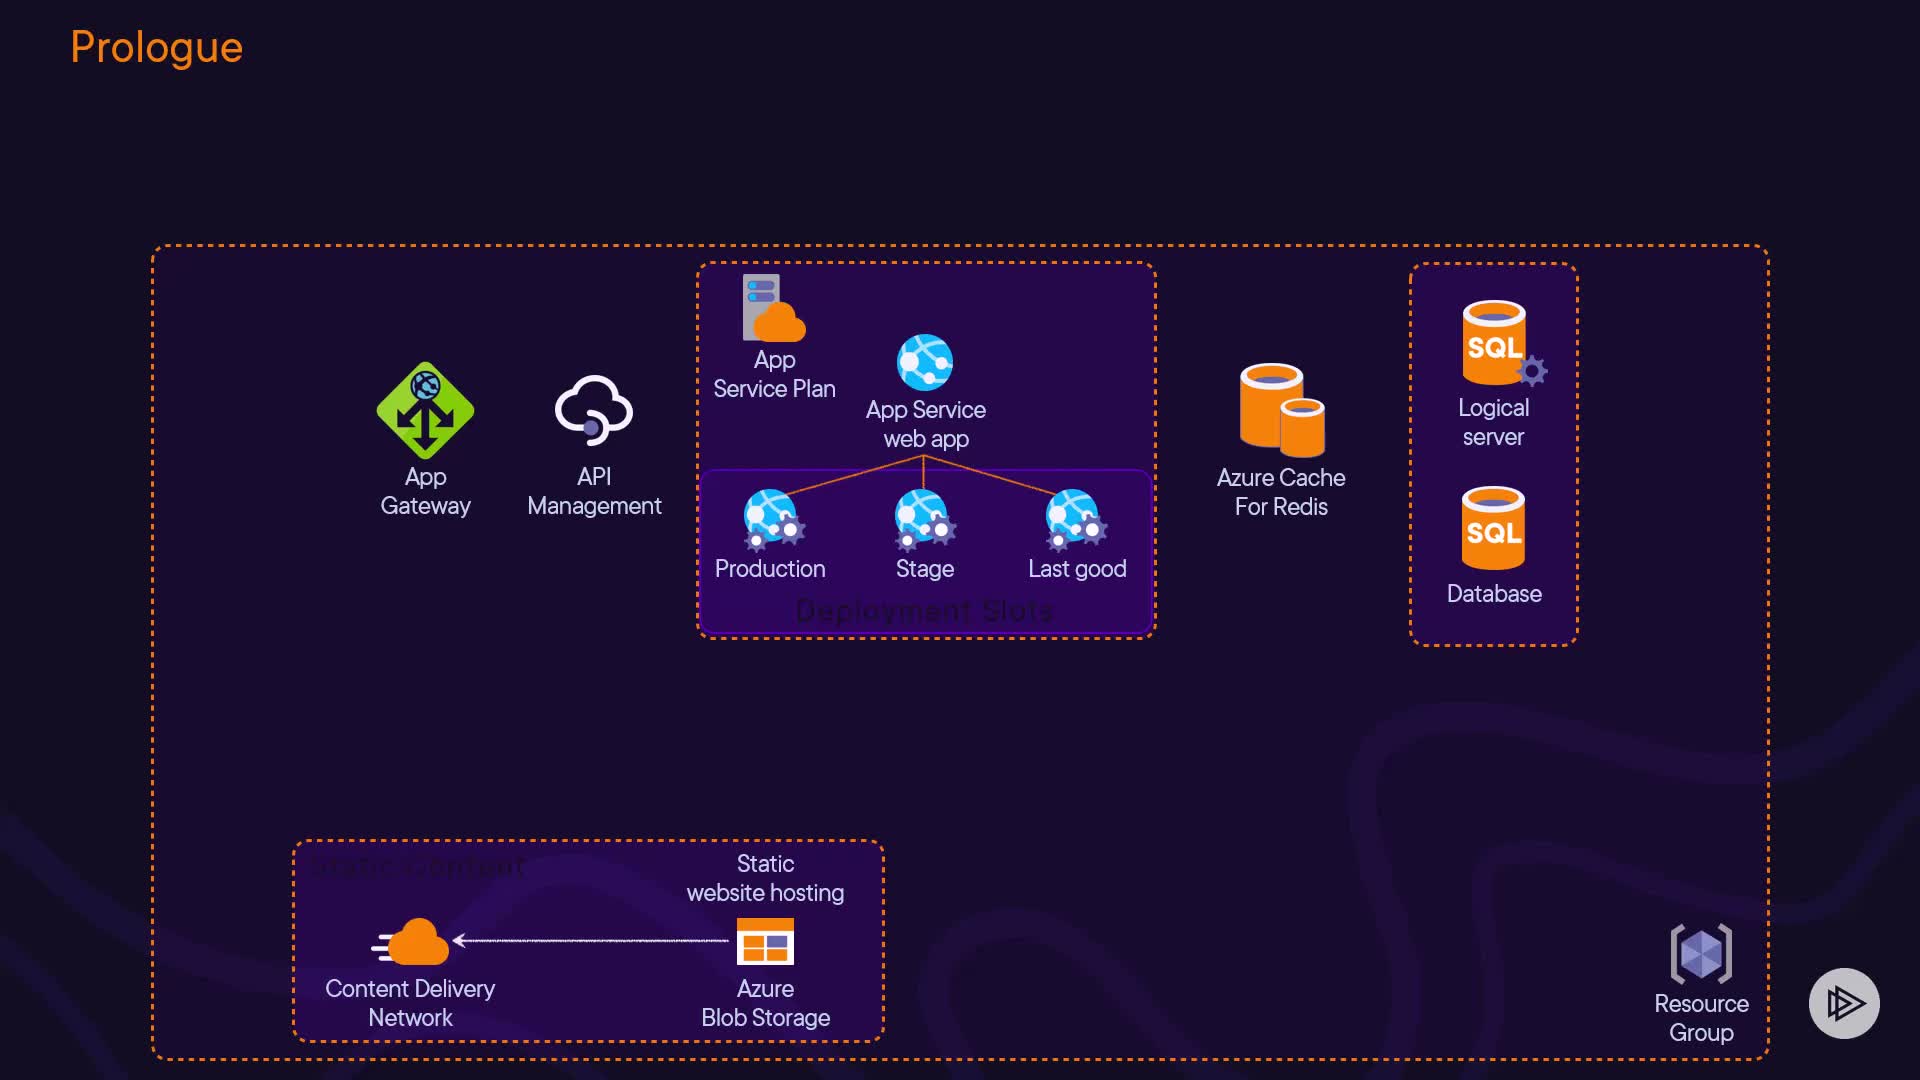 Prologue
App
Service Plan
App Service
web app
App
Gateway
API
Management
Production
Stage
Last good
Deployment Slots
Azure Cache
For Redis
SQL
Logical
server
SQL
Database
Static Content
Static
website hosting
Content Delivery
Network
Azure
Blob Storage
Resource
Group